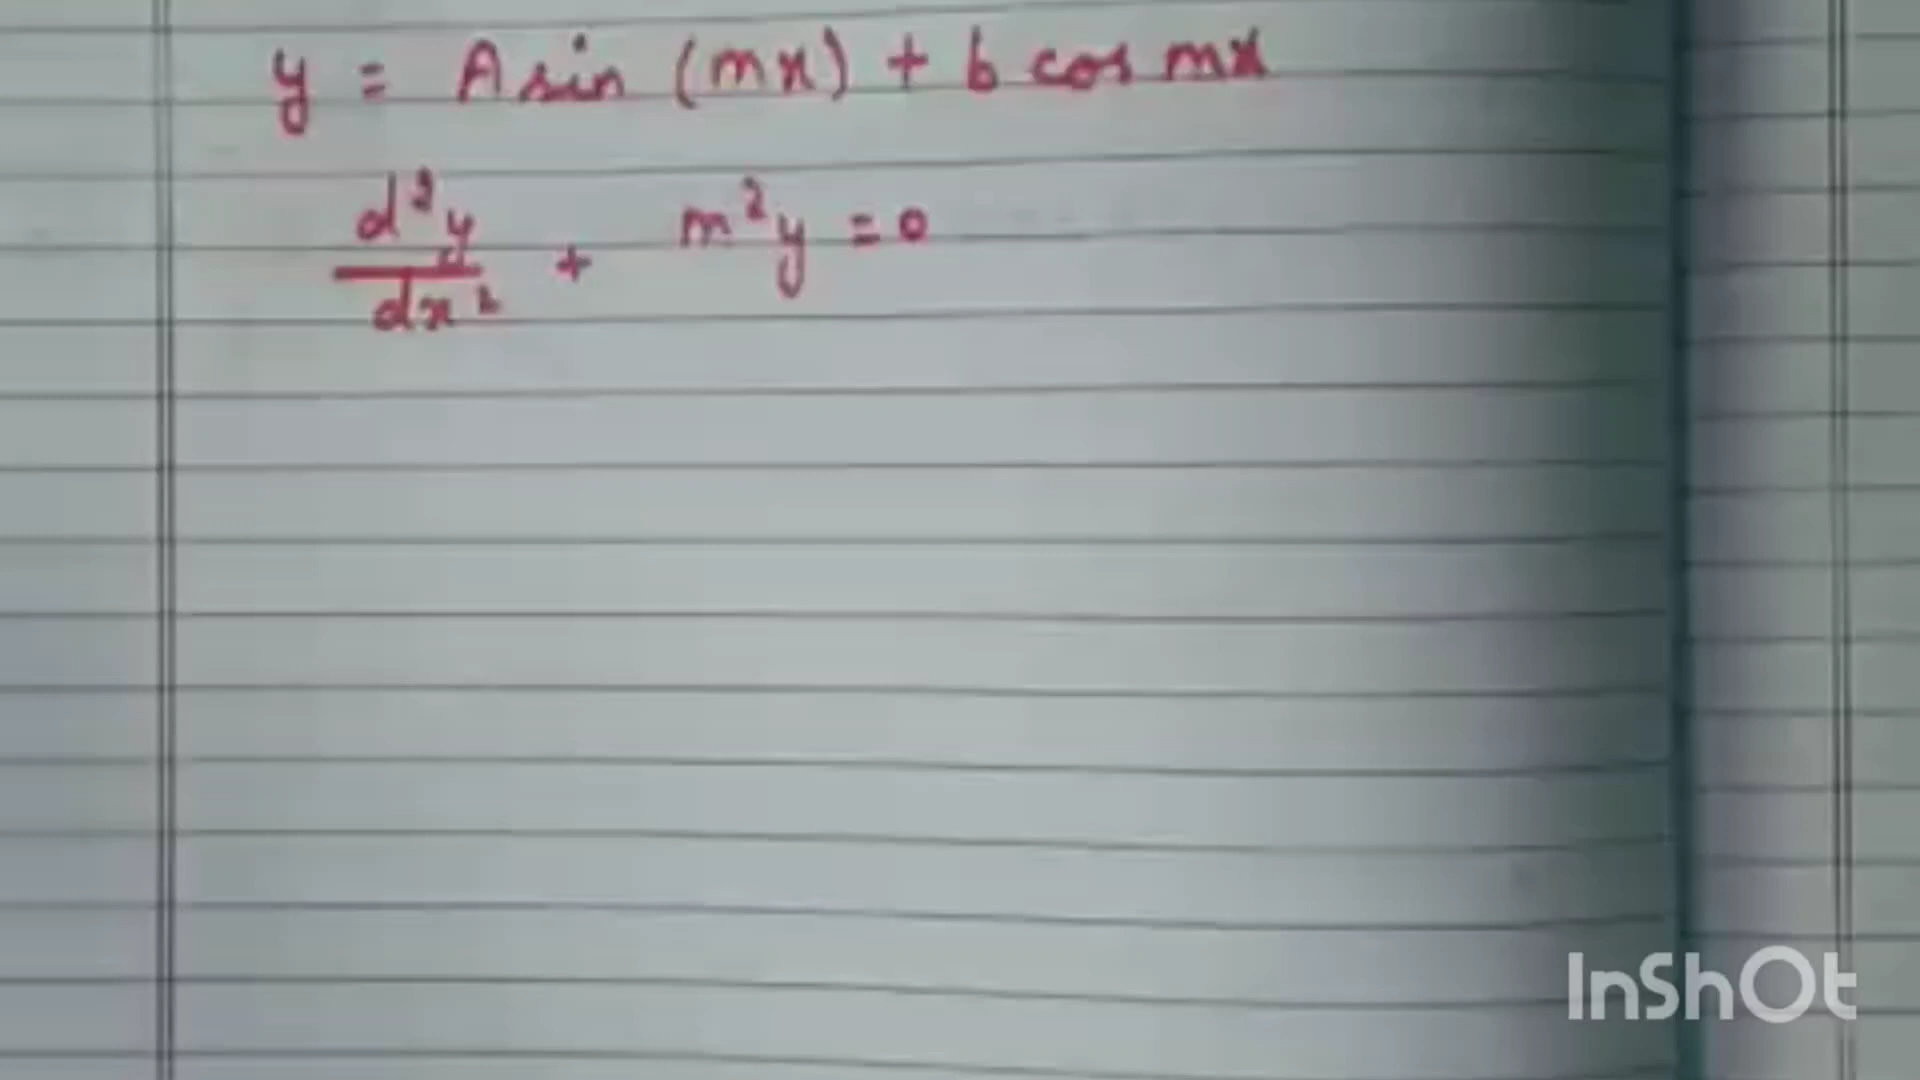 y = A sin (mx) + b cos mx
d²y/dx² + m²y = 0
InShOt